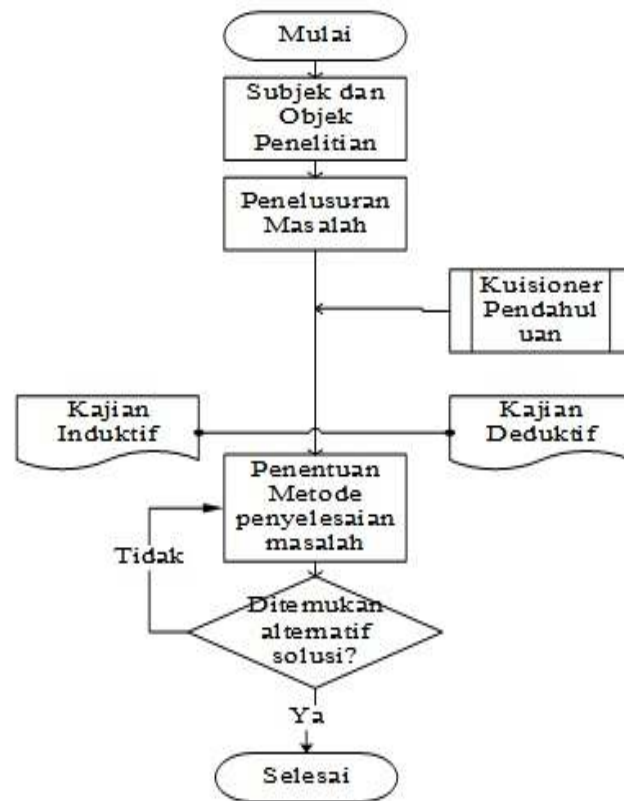 Mulai
Subjek dan
Objek
Penelitian
Penelusuran
Masalah
Kuisioner
Pendahul
uan
Kajian
Induktif
Kajian
Deduktif
Penentuan
Metode
penyelesaian
masalah
Tidak
Ditemukan
alternatif
solusi?
Ya
Selesai